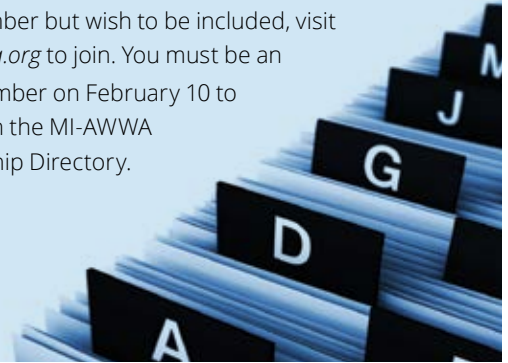 mber but wish to be included, visit
.org to join. You must be an
mber on February 10 to
the MI-AWWA
hip Directory.
J
G
D
A